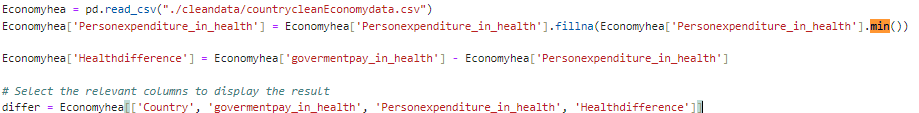 Economyhea = pd.read_csv("./cleandata/countrycleanEconomydata.csv")
Economyhea['Personexpenditure_in_health'] = Economyhea['Personexpenditure_in_health'].fillna(Economyhea['Personexpenditure_in_health'].min())
Economyhea['Healthdifference'] = Economyhea['govermentpay_in_health'] - Economyhea['Personexpenditure_in_health']
# Select the relevant columns to display the result
differ = Economyhea[['Country', 'govermentpay_in_health', 'Personexpenditure_in_health', 'Healthdifference']]